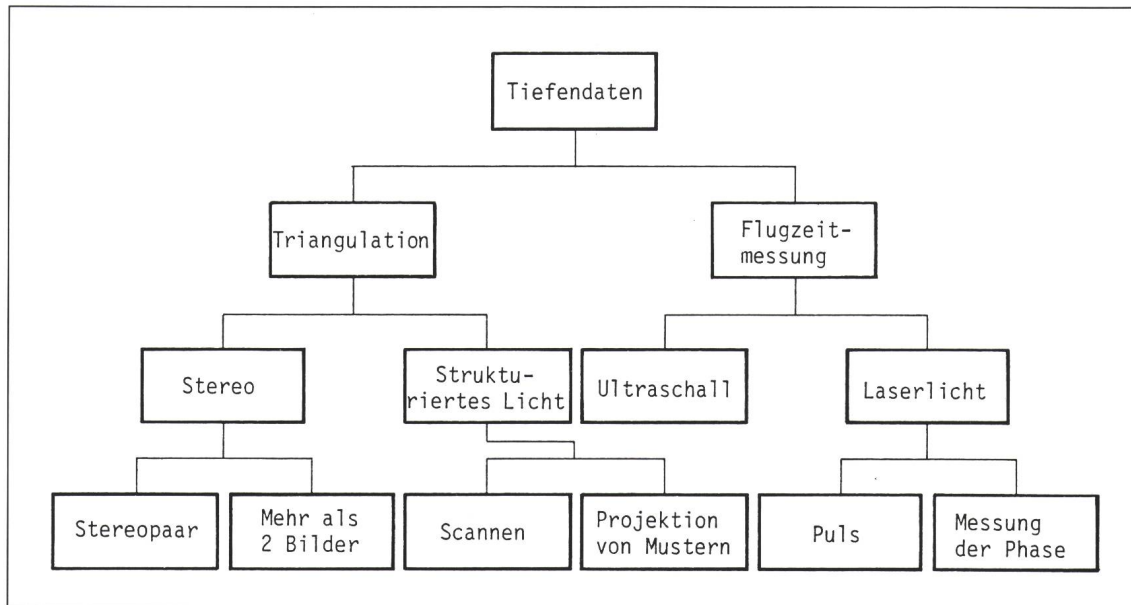 Tiefendaten
Triangulation
Flugzeit-
messung
Stereo
Struktu-
riertes Licht
Ultraschall
Laserlicht
Stereopaar
Mehr als
2 Bilder
Scannen
Projektion
von Mustern
Puls
Messung
der Phase